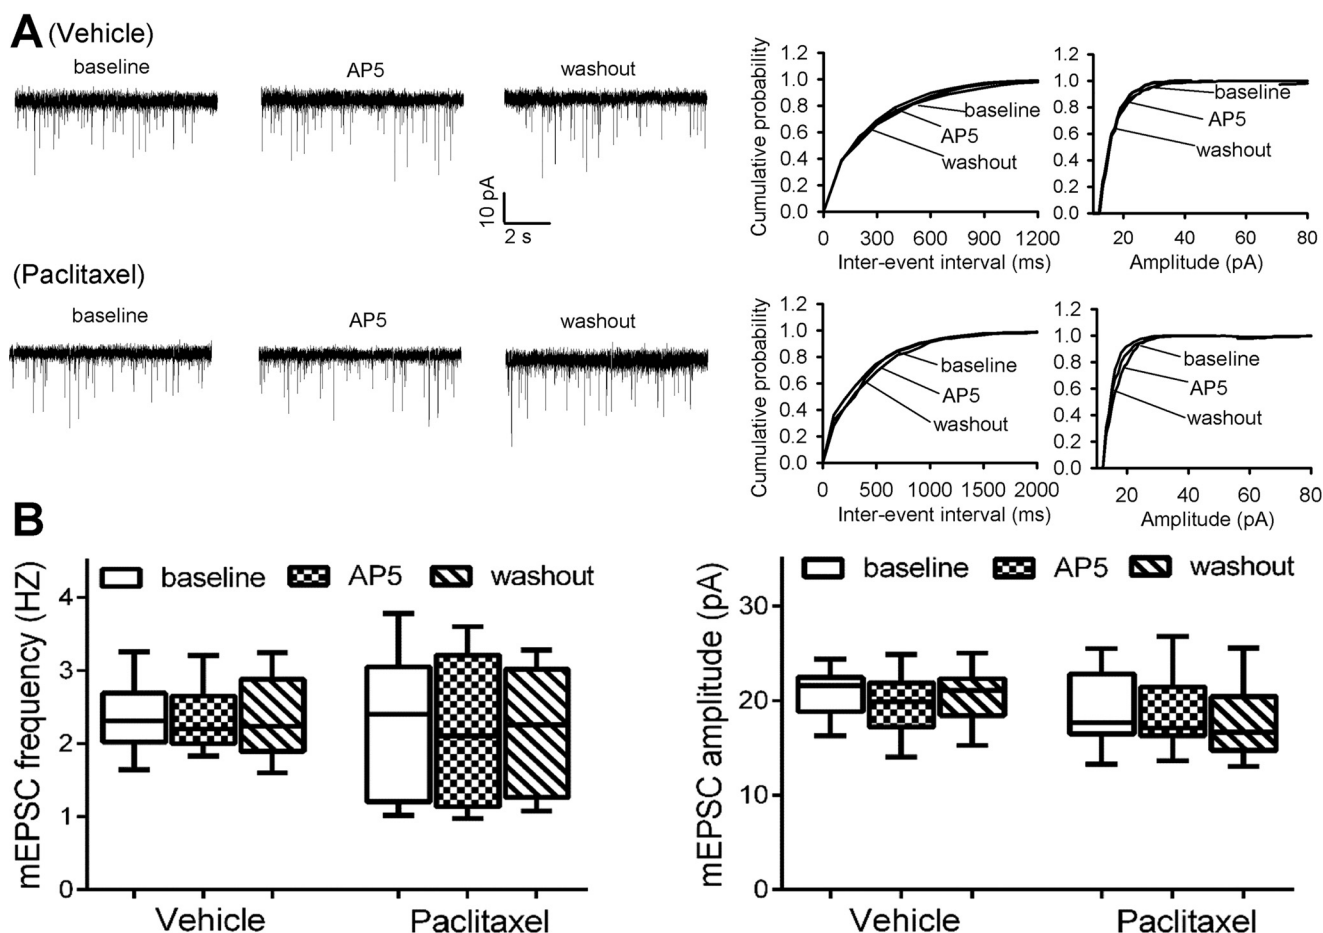 A (Vehicle)
baseline
AP5
washout
10 pA
2 s
Cumulative probability
1.2
1.0
0.8
0.6
0.4
0.2
0.0
baseline
AP5
washout
0 300 600 900 1200
Inter-event interval (ms)
1.2
1.0
0.8
0.6
0.4
0.2
0.0
baseline
AP5
washout
20 40 60 80
Amplitude (pA)
(Paclitaxel)
baseline
AP5
washout
Cumulative probability
1.2
1.0
0.8
0.6
0.4
0.2
0.0
baseline
AP5
washout
0 500 1000 1500 2000
Inter-event interval (ms)
1.2
1.0
0.8
0.6
0.4
0.2
0.0
baseline
AP5
washout
20 40 60 80
Amplitude (pA)
B
mEPSC frequency (HZ)
baseline AP5 washout
4
3
2
1
0
Vehicle Paclitaxel
mEPSC amplitude (pA)
baseline AP5 washout
30
20
10
0
Vehicle Paclitaxel